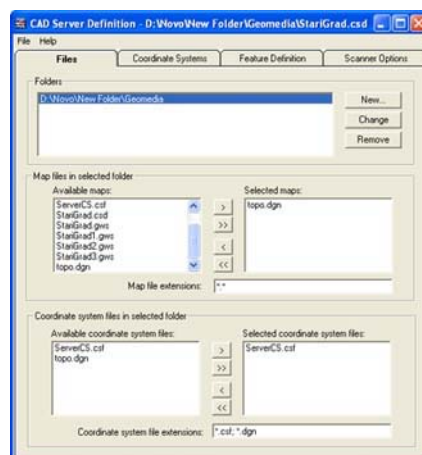 CAD Server Definition - D:\Novo\New Folder\Geomedia\StariGrad.csd
File Help
Files Coordinate Systems Feature Definition Scanner Options
Folders
D:\Novo\New Folder\Geomedia
New...
Change
Remove
Map files in selected folder
Available maps: Selected maps:
ServerCS.csf
StariGrad.csd
StariGrad.gws
StariGrad1.gws
StariGrad2.gws
StariGrad3.gws
topo.dgn
>
>>
<
<<
topo.dgn
Map file extensions: *.*
Coordinate system files in selected folder
Available coordinate system files: Selected coordinate system files:
ServerCS.csf
topo.dgn
>
>>
<
<<
ServerCS.csf
Coordinate system file extensions: *.csf; *.dgn